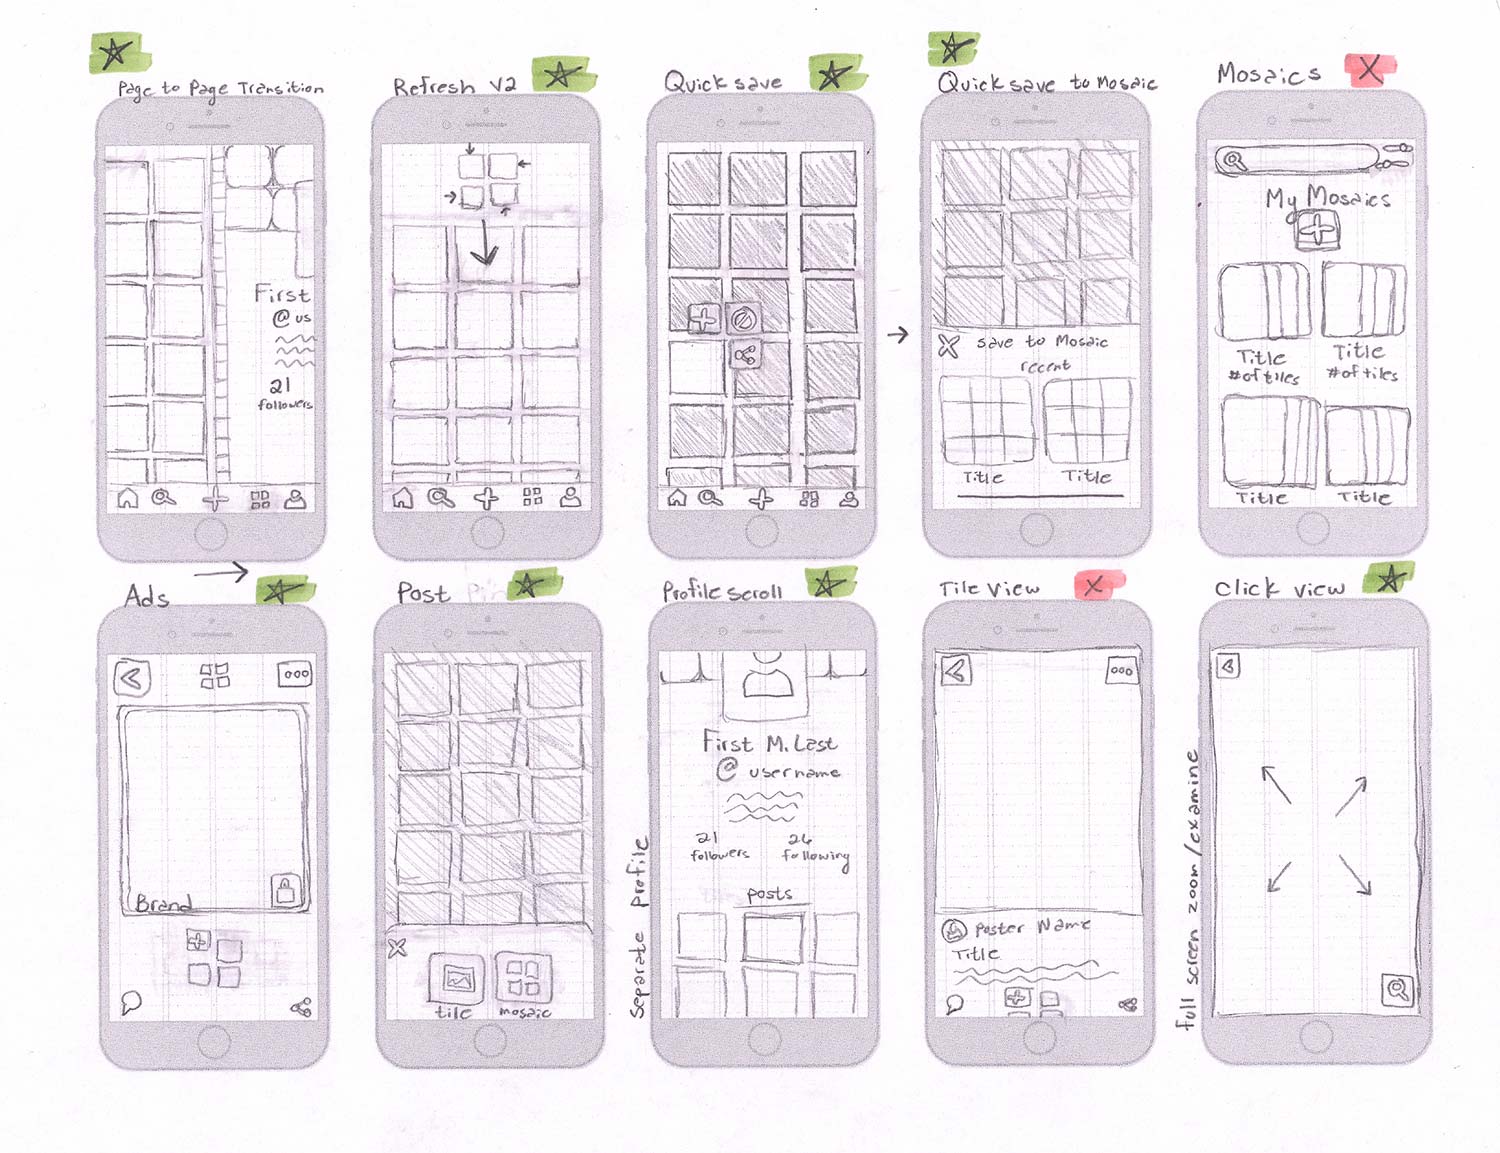 Page to Page Transition
Refresh V2
Quick save
Quick save to Mosaic
Mosaics
X
First
@ us
21
followers
save to Mosaic
recent
Title
Title
My Mosaics
Title
# of tiles
Title
# of tiles
Title
Title
Ads
Post
Profile scroll
Tile View
X
Click view
Brand
tile
mosaic
separate profile
First M. Last
@ username
21
followers
26
following
posts
Poster Name
Title
full screen zoom/examine